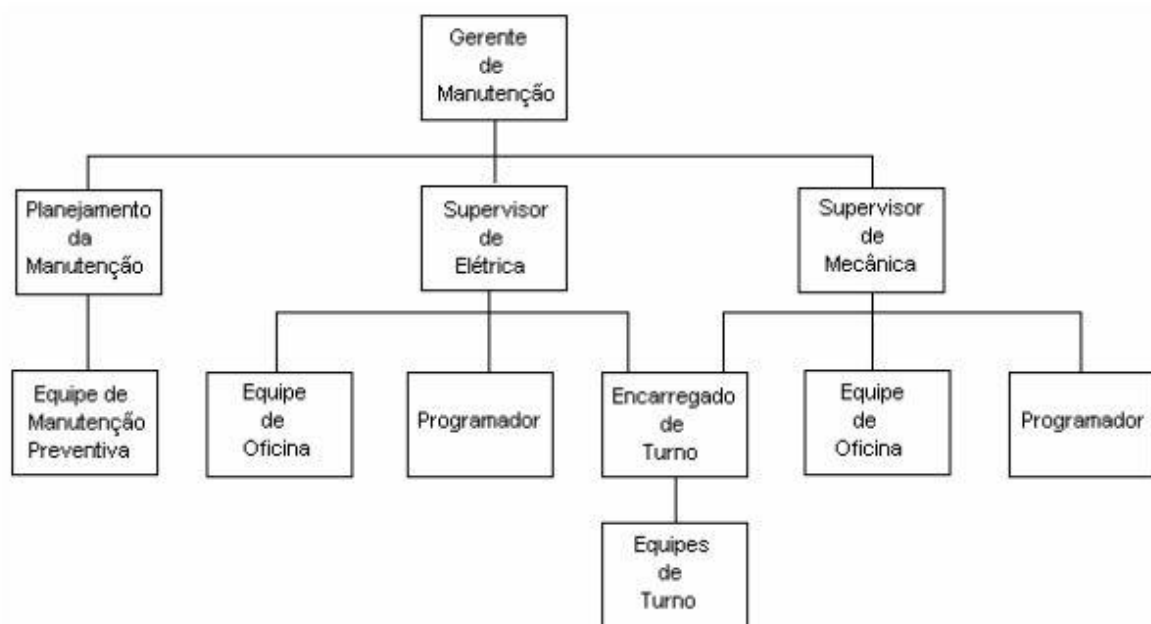 Gerente
de
Manutenção
Planejamento
da
Manutenção
Supervisor
de
Elétrica
Supervisor
de
Mecânica
Equipe de
Manutenção
Preventiva
Equipe
de
Oficina
Programador
Encarregado
de
Turno
Equipe
de
Oficina
Programador
Equipes
de
Turno